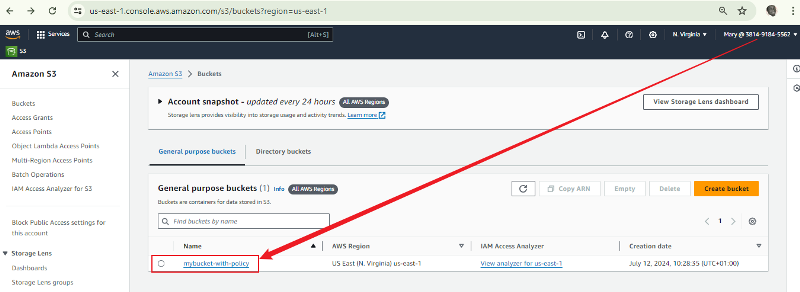 us-east-1.console.aws.amazon.com/s3/buckets?region=us-east-1
aws Services Search [Alt+S] N. Virginia Mary @ 3814-9184-5562
S3
Amazon S3
Buckets
Access Grants
Access Points
Object Lambda Access Points
Multi-Region Access Points
Batch Operations
IAM Access Analyzer for S3
Block Public Access settings for
this account
Storage Lens
Dashboards
Storage Lens groups
Amazon S3 > Buckets
Account snapshot - updated every 24 hours All AWS Regions View Storage Lens dashboard
Storage lens provides visibility into storage usage and activity trends. Learn more
General purpose buckets Directory buckets
General purpose buckets (1) Info All AWS Regions Copy ARN Empty Delete Create bucket
Buckets are containers for data stored in S3.
Find buckets by name 1
Name AWS Region IAM Access Analyzer Creation date
mybucket-with-policy US East (N. Virginia) us-east-1 View analyzer for us-east-1 July 12, 2024, 10:28:35 (UTC+01:00)